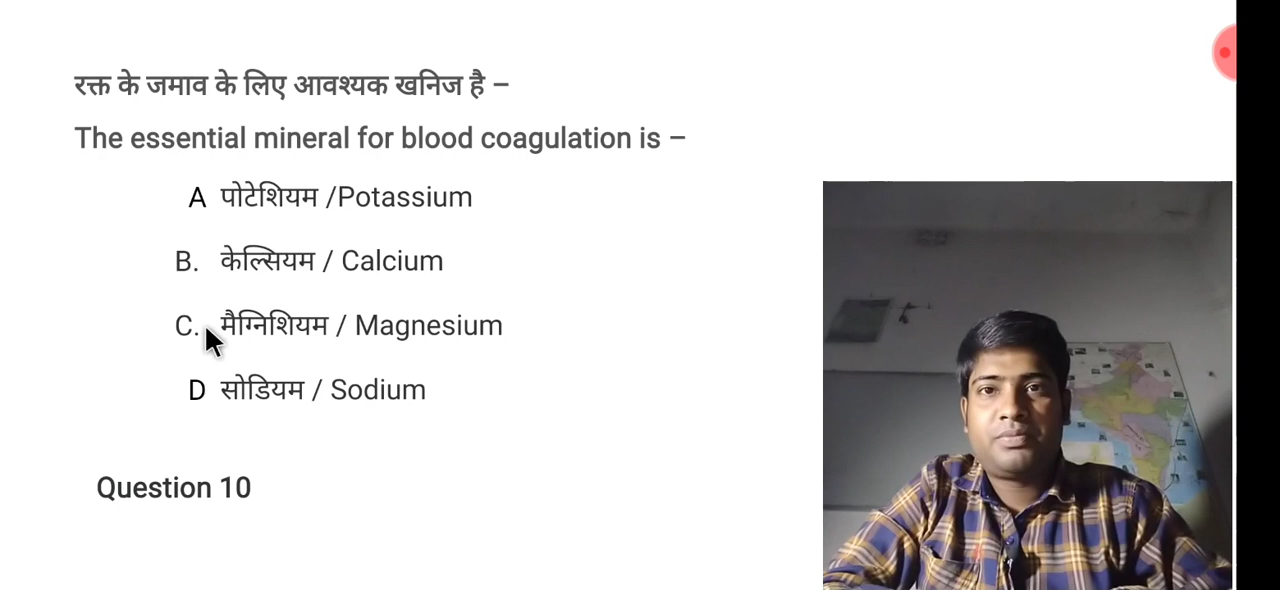 रक्त के जमाव के लिए आवश्यक खनिज है –
The essential mineral for blood coagulation is –
A पोटेशियम /Potassium
B. केल्सियम / Calcium
C. मैग्निशियम / Magnesium
D सोडियम / Sodium
Question 10